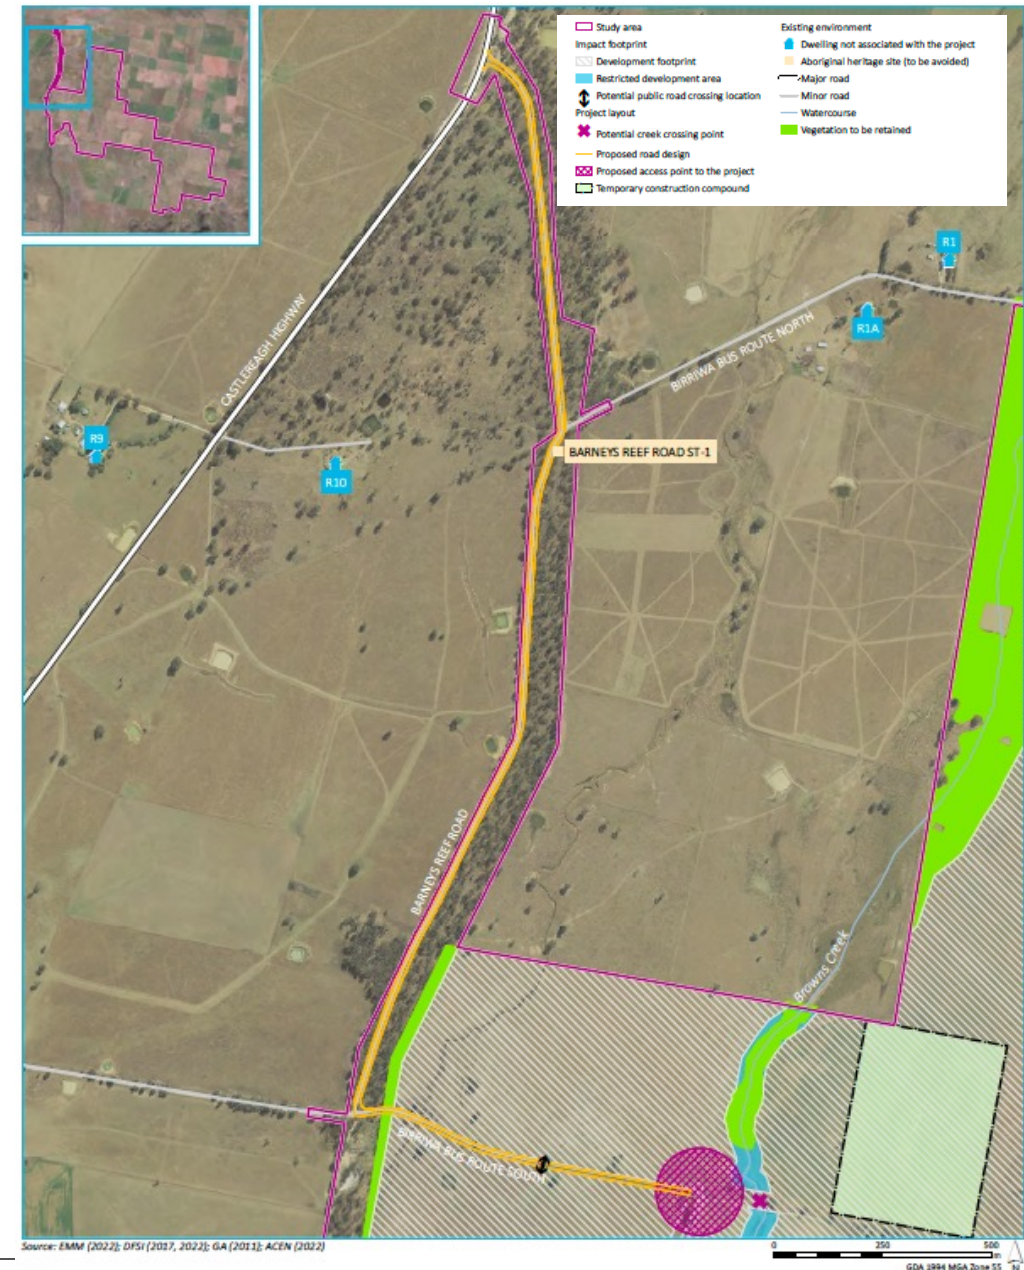 Study area
Impact footprint
Development footprint
Restricted development area
Potential public road crossing location
Project layout
Potential creek crossing point
Proposed road design
Proposed access point to the project
Temporary construction compound
Existing environment
Dwelling not associated with the project
Aboriginal heritage site (to be avoided)
Major road
Minor road
Watercourse
Vegetation to be retained
R1
R1A
CASTLEREAGH HIGHWAY
BIRRIWA BUS ROUTE NORTH
R9
R10
BARNEYS REEF ROAD ST-1
BARNEYS REEF ROAD
Browns Creek
BIRRIWA BUS ROUTE SOUTH
Source: EMM (2022); DFSI (2017, 2022); GA (2011); ACEN (2022)
0 250 500
m
GDA 1994 MGA Zone 55
N